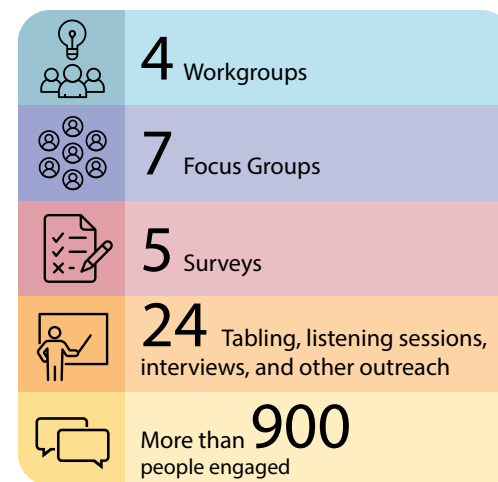 4 Workgroups
7 Focus Groups
5 Surveys
24 Tabling, listening sessions,
interviews, and other outreach
More than 900
people engaged